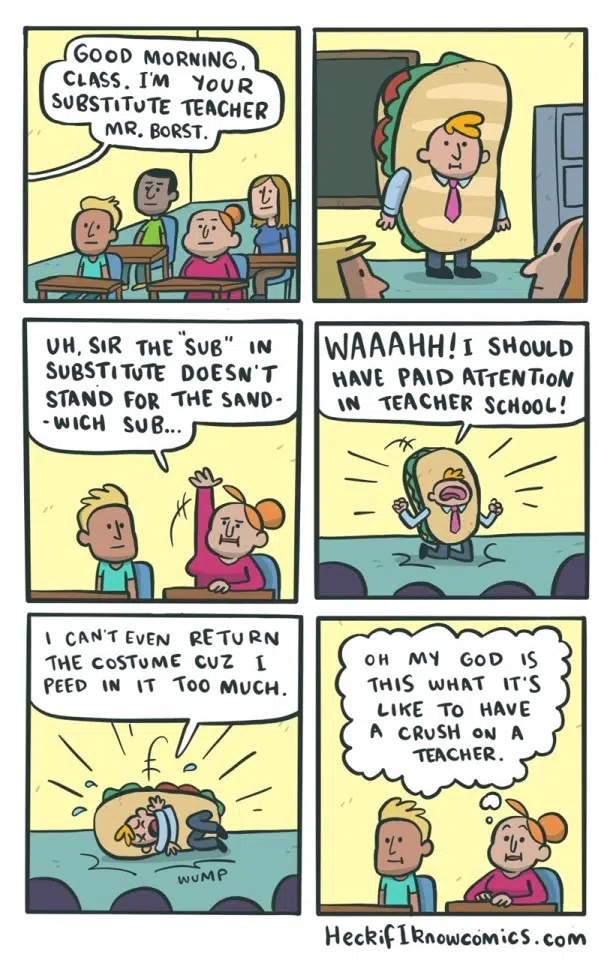 GOOD MORNING,
CLASS. I'M YOUR
SUBSTITUTE TEACHER
MR. BORST.
UH, SIR THE "SUB" IN
SUBSTITUTE DOESN'T
STAND FOR THE SAND-
-WICH SUB...
WAAAHH! I SHOULD
HAVE PAID ATTENTION
IN TEACHER SCHOOL!
I CAN'T EVEN RETURN
THE COSTUME CUZ I
PEED IN IT TOO MUCH.
WUMP
OH MY GOD IS
THIS WHAT IT'S
LIKE TO HAVE
A CRUSH ON A
TEACHER.
HeckifIknowcomics.com